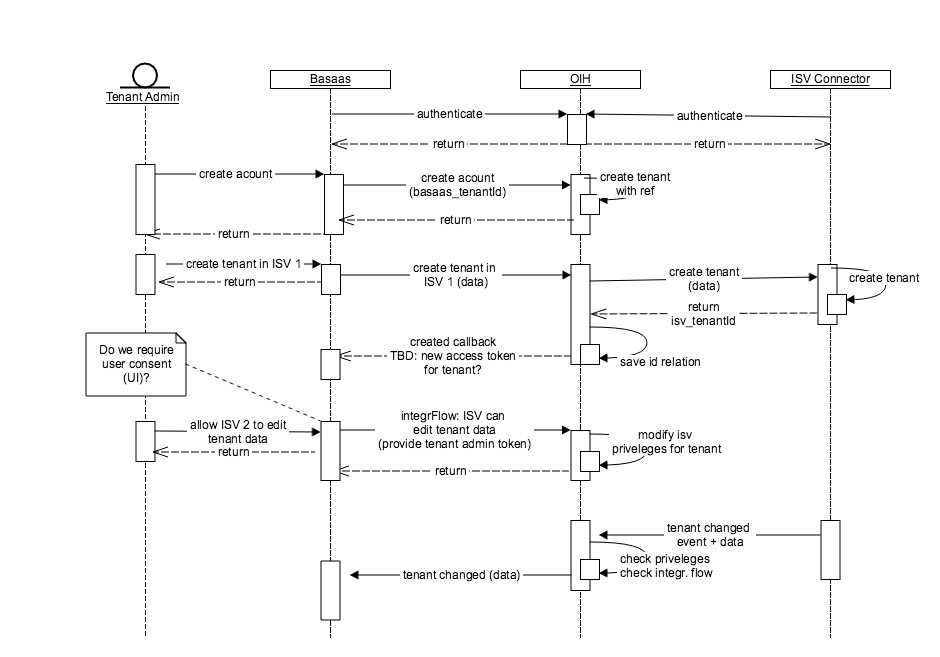 Tenant Admin
Basaas
OIH
ISV Connector
authenticate
authenticate
return
return
create acount
create acount
(basaas_tenantId)
create tenant
with ref
return
return
create tenant in ISV 1
return
create tenant in
ISV 1 (data)
create tenant
(data)
create tenant
return
isv_tenantId
save id relation
created callback
TBD: new access token
for tenant?
Do we require
user consent
(UI)?
allow ISV 2 to edit
tenant data
return
integrFlow: ISV can
edit tenant data
(provide tenant admin token)
modify isv
priveleges for tenant
return
tenant changed
event + data
check priveleges
check integr. flow
tenant changed (data)